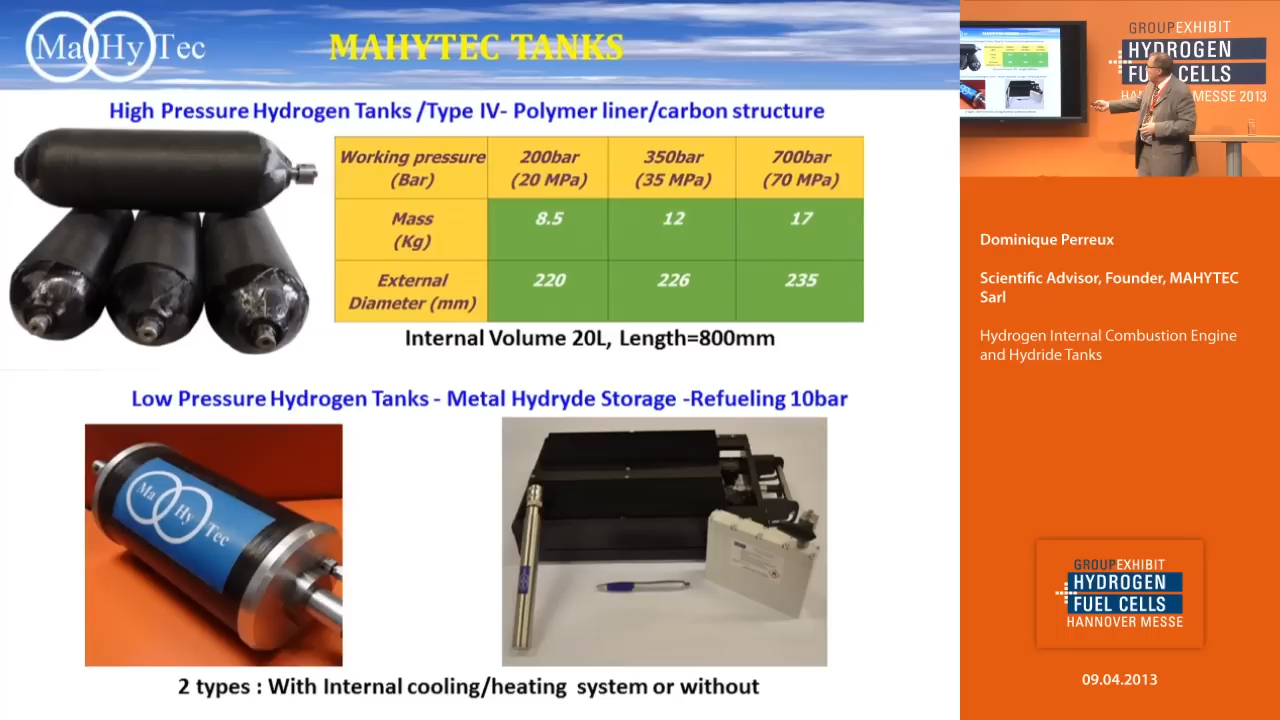 Ma Hy Tec
MAHYTEC TANKS
High Pressure Hydrogen Tanks /Type IV- Polymer liner/carbon structure
Working pressure (Bar) 200bar (20 MPa) 350bar (35 MPa) 700bar (70 MPa)
Mass (Kg) 8.5 12 17
External Diameter (mm) 220 226 235
Internal Volume 20L, Length=800mm
Low Pressure Hydrogen Tanks - Metal Hydryde Storage -Refueling 10bar
Ma Hy Tec
2 types : With Internal cooling/heating system or without
GROUPEXHIBIT
HYDROGEN
FUEL CELLS
HANNOVER MESSE 2013
Dominique Perreux
Scientific Advisor, Founder, MAHYTEC
Sarl
Hydrogen Internal Combustion Engine
and Hydride Tanks
GROUPEXHIBIT
HYDROGEN
FUEL CELLS
HANNOVER MESSE
09.04.2013